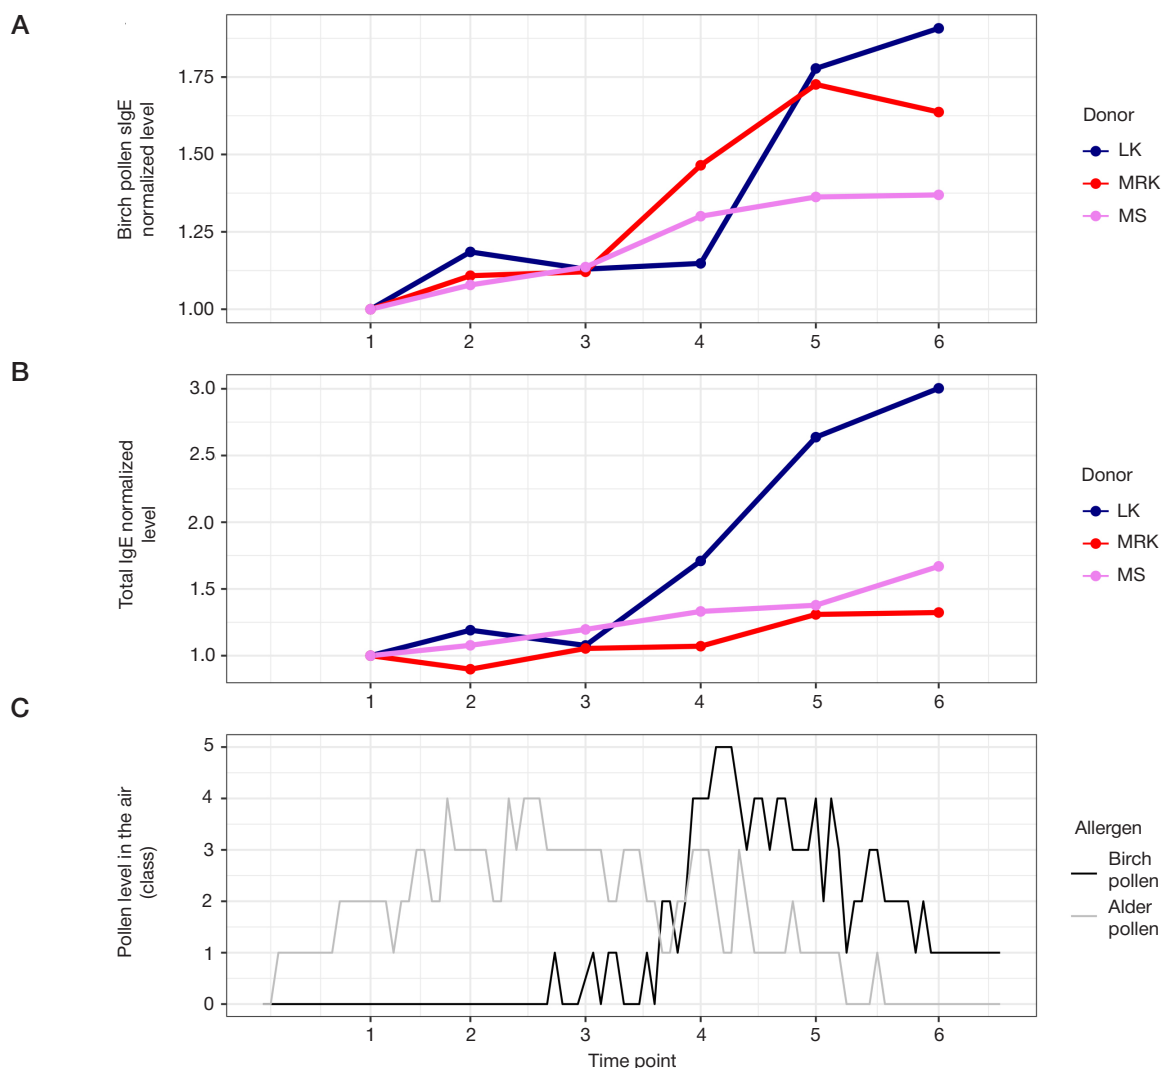 A
Birch pollen sIgE
normalized level
1.75
1.50
1.25
1.00
1 2 3 4 5 6
Donor
LK
MRK
MS
B
Total IgE normalized
level
3.0
2.5
2.0
1.5
1.0
1 2 3 4 5 6
Donor
LK
MRK
MS
C
Pollen level in the air
(class)
5
4
3
2
1
0
1 2 3 4 5 6
Time point
Allergen
Birch
pollen
Alder
pollen